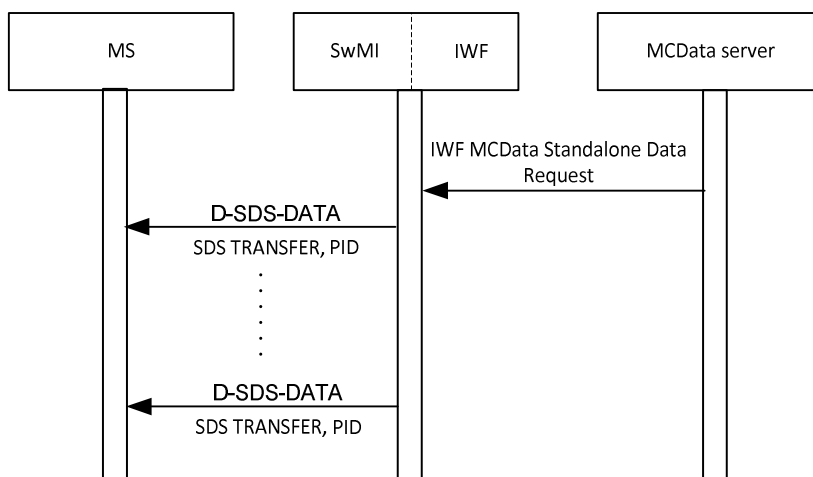 MS
SwMI
IWF
MCData server
IWF MCData Standalone Data
Request
D-SDS-DATA
SDS TRANSFER, PID
D-SDS-DATA
SDS TRANSFER, PID